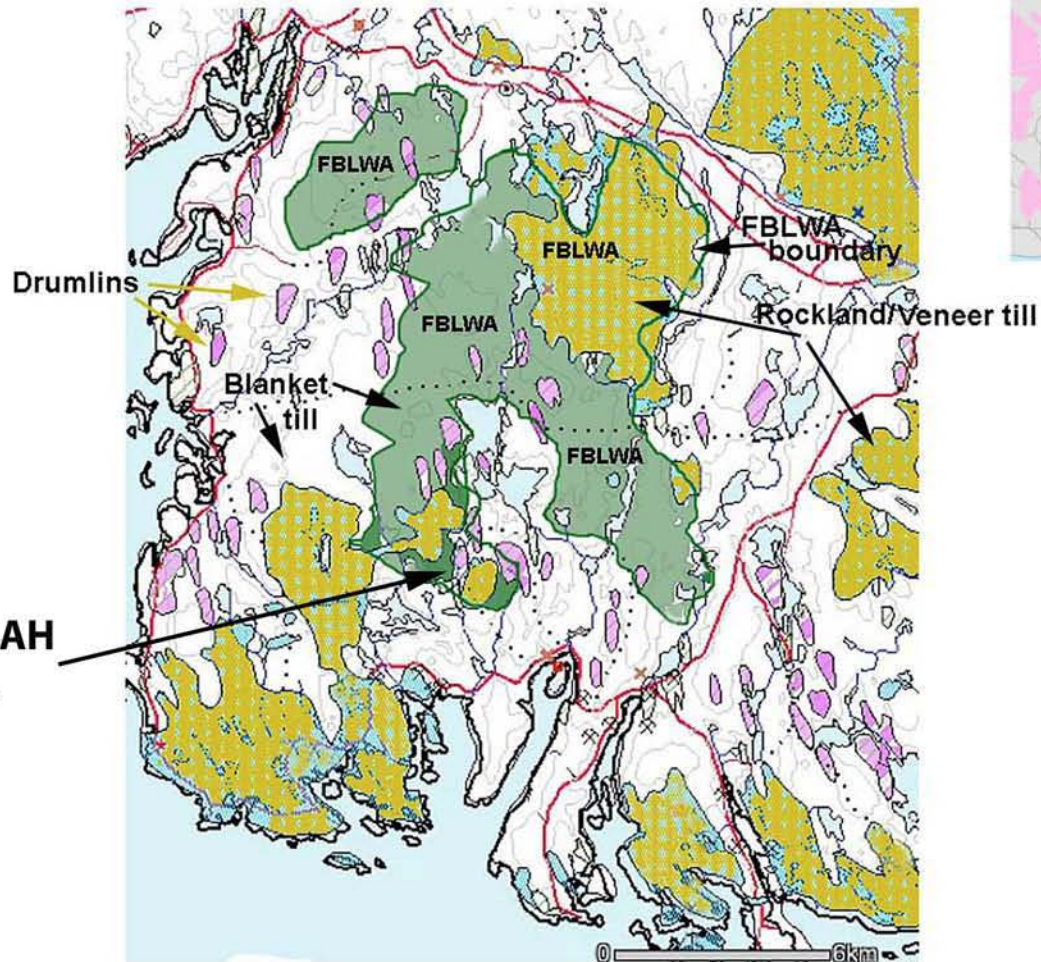 FBLWA
FBLWA
FBLWA
boundary
Drumlins
Rockland/Veneer till
FBLWA
Blanket
till
FBLWA
AH
0 6km